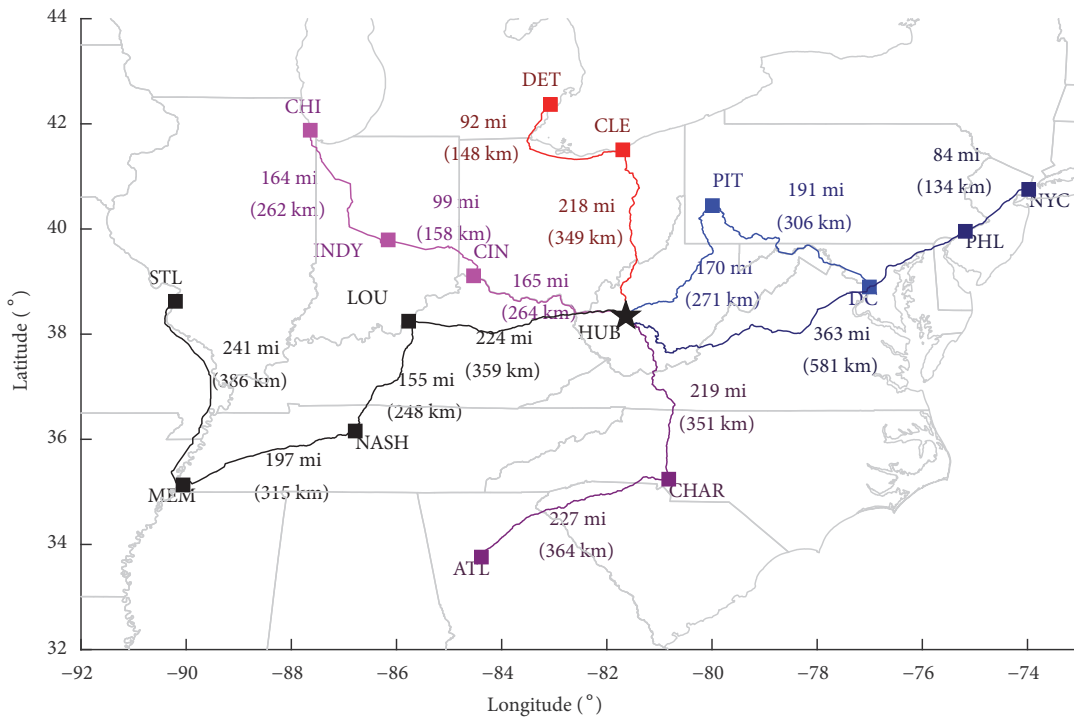 44
42
40
38
36
34
32
Latitude (°)
−92
−90
−88
−86
−84
−82
−80
−78
−76
−74
Longitude (°)
DET
CHI
92 mi
(148 km)
CLE
164 mi
(262 km)
99 mi
(158 km)
218 mi
(349 km)
PIT
191 mi
(306 km)
84 mi
(134 km)
NYC
INDY
CIN
PHL
STL
LOU
165 mi
(264 km)
170 mi
(271 km)
DC
HUB
241 mi
(386 km)
224 mi
(359 km)
363 mi
(581 km)
155 mi
(248 km)
219 mi
(351 km)
NASH
197 mi
(315 km)
MEM
CHAR
227 mi
(364 km)
ATL